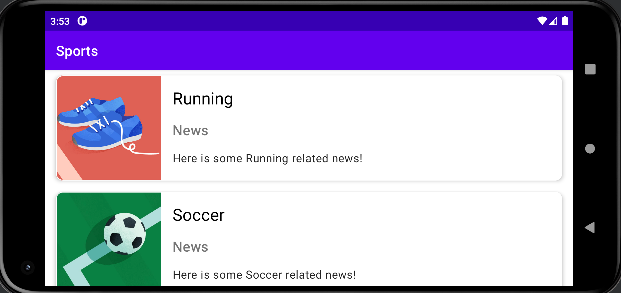 3:53
Sports
Running
News
Here is some Running related news!
Soccer
News
Here is some Soccer related news!